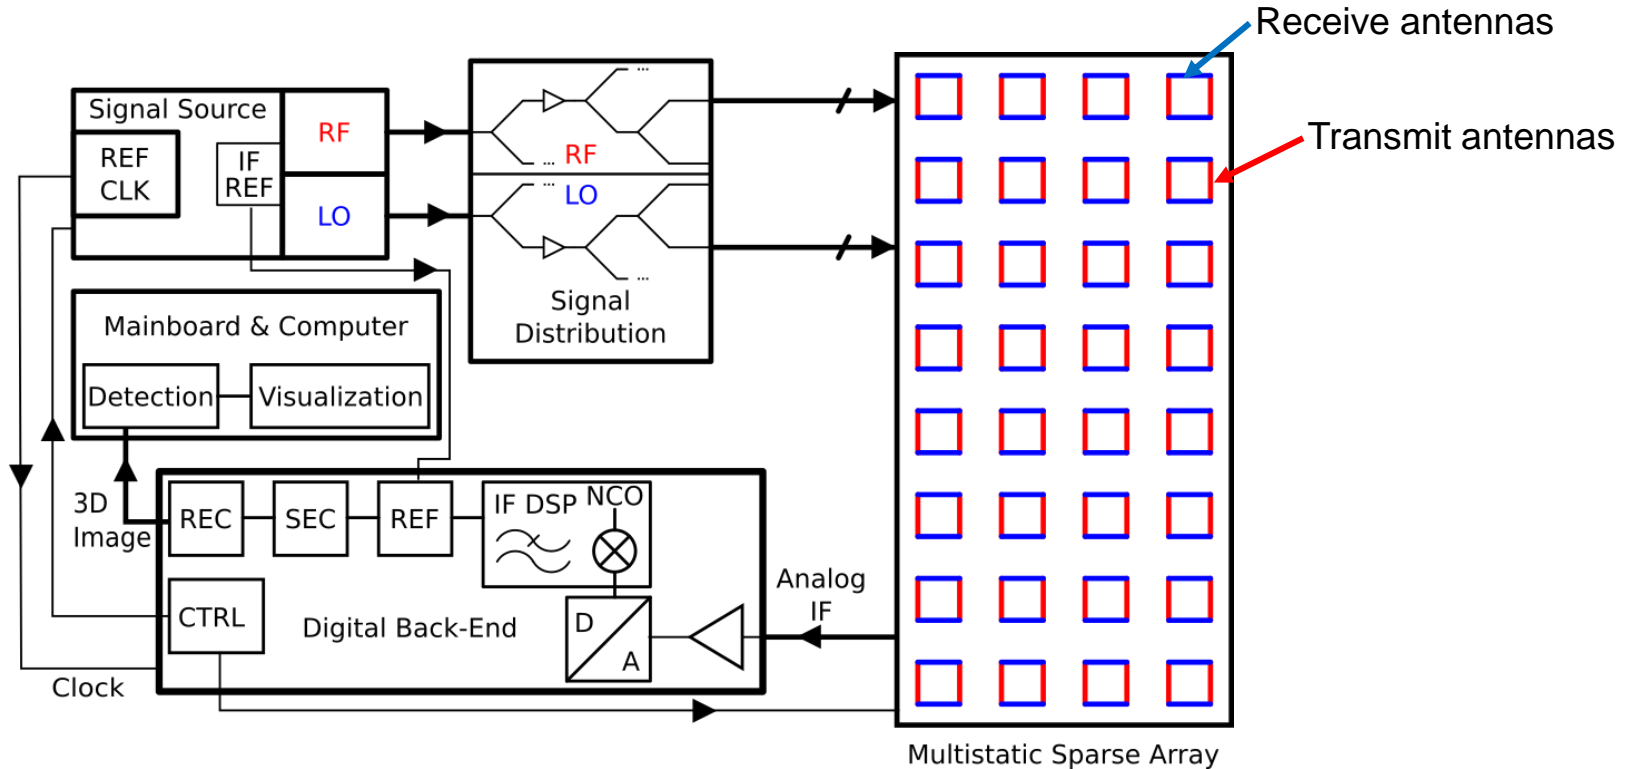 Receive antennas
Transmit antennas
Signal Source
REF
CLK
IF
REF
RF
LO
...
...
RF
...
LO
...
Signal
Distribution
Mainboard & Computer
Detection
Visualization
3D
Image
REC
SEC
REF
IF DSP
NCO
CTRL
Digital Back-End
D
A
Analog
IF
Clock
Multistatic Sparse Array